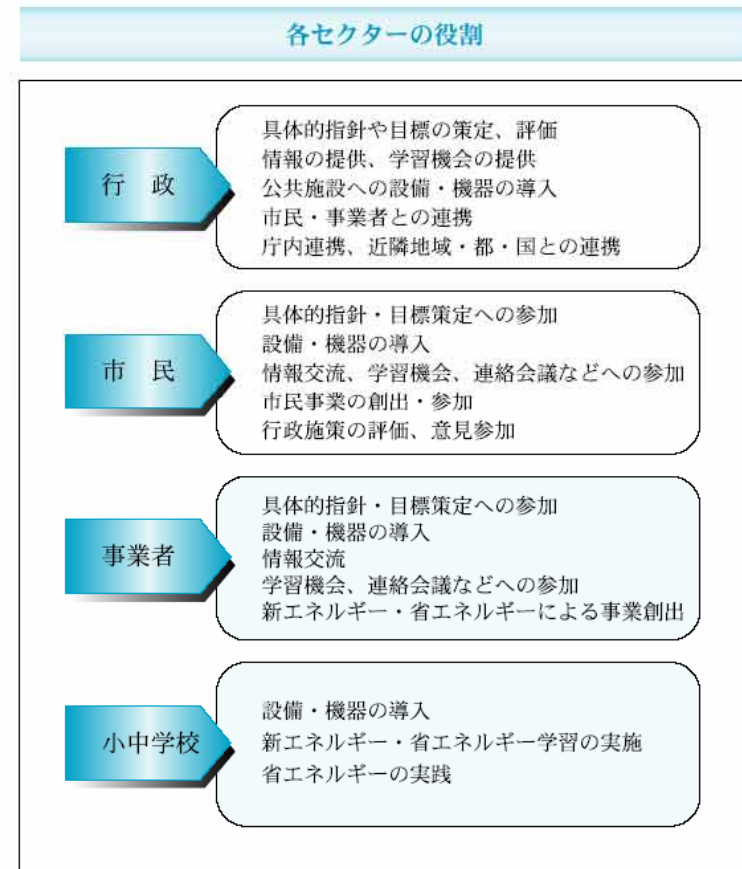 各セクターの役割
行 政
具体的指針や目標の策定、評価
情報の提供、学習機会の提供
公共施設への設備・機器の導入
市民・事業者との連携
庁内連携、近隣地域・都・国との連携
市 民
具体的指針・目標策定への参加
設備・機器の導入
情報交流、学習機会、連絡会議などへの参加
市民事業の創出・参加
行政施策の評価、意見参加
事業者
具体的指針・目標策定への参加
設備・機器の導入
情報交流
学習機会、連絡会議などへの参加
新エネルギー・省エネルギーによる事業創出
小中学校
設備・機器の導入
新エネルギー・省エネルギー学習の実施
省エネルギーの実践